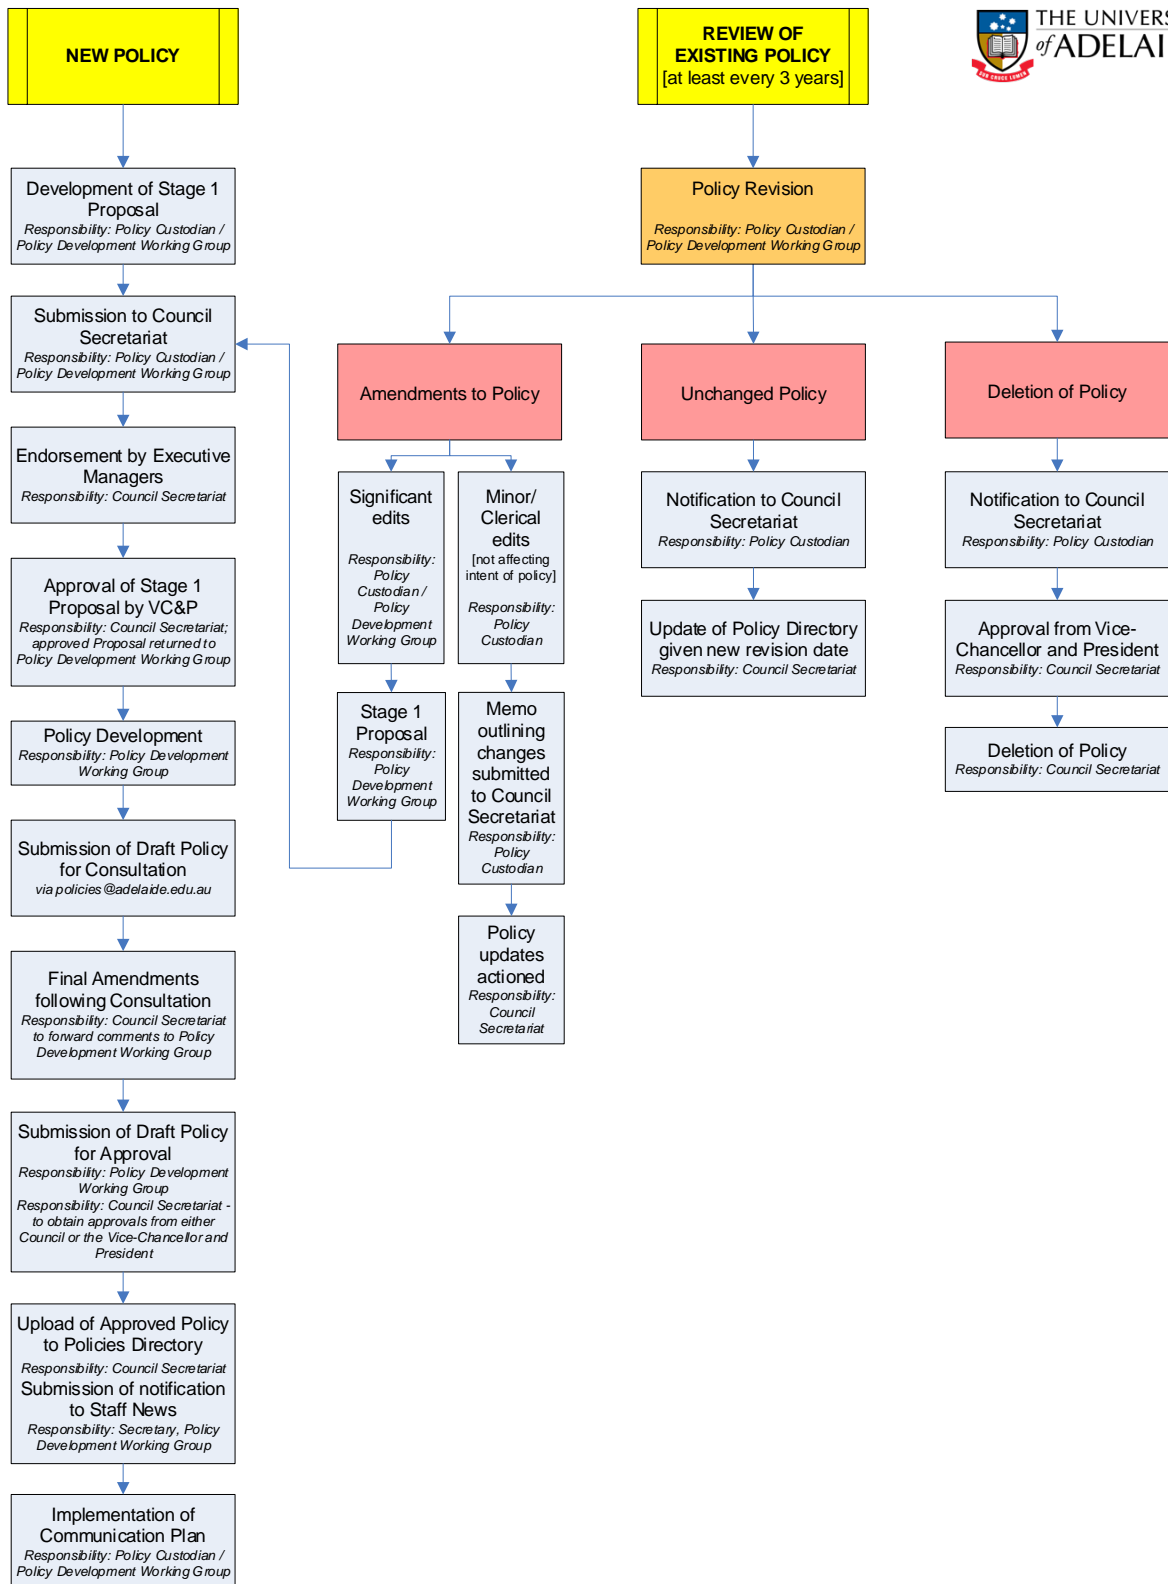 NEW POLICY
REVIEW OF
EXISTING POLICY
[at least every 3 years]
THE UNIVERS
of ADELAI
SUB CRUCE LUMEN
Development of Stage 1
Proposal
Responsibility: Policy Custodian /
Policy Development Working Group
Submission to Council
Secretariat
Responsibility: Policy Custodian /
Policy Development Working Group
Endorsement by Executive
Managers
Responsibility: Council Secretariat
Approval of Stage 1
Proposal by VC&P
Responsibility: Council Secretariat;
approved Proposal returned to
Policy Development Working Group
Policy Development
Responsibility: Policy Development
Working Group
Submission of Draft Policy
for Consultation
via policies@adelaide.edu.au
Final Amendments
following Consultation
Responsibility: Council Secretariat
to forward comments to Policy
Development Working Group
Submission of Draft Policy
for Approval
Responsibility: Policy Development
Working Group
Responsibility: Council Secretariat -
to obtain approvals from either
Council or the Vice-Chancellor and
President
Upload of Approved Policy
to Policies Directory
Responsibility: Council Secretariat
Submission of notification
to Staff News
Responsibility: Secretary, Policy
Development Working Group
Implementation of
Communication Plan
Responsibility: Policy Custodian /
Policy Development Working Group
Policy Revision
Responsibility: Policy Custodian /
Policy Development Working Group
Amendments to Policy
Significant
edits
Responsibility:
Policy
Custodian /
Policy
Development
Working Group
Stage 1
Proposal
Responsibility:
Policy
Development
Working Group
Minor/
Clerical
edits
[not affecting
intent of policy]
Responsibility:
Policy
Custodian
Memo
outlining
changes
submitted
to Council
Secretariat
Responsibility:
Policy
Custodian
Policy
updates
actioned
Responsibility:
Council
Secretariat
Unchanged Policy
Notification to Council
Secretariat
Responsibility: Policy Custodian
Update of Policy Directory
given new revision date
Responsibility: Council Secretariat
Deletion of Policy
Notification to Council
Secretariat
Responsibility: Policy Custodian
Approval from Vice-
Chancellor and President
Responsibility: Council Secretariat
Deletion of Policy
Responsibility: Council Secretariat